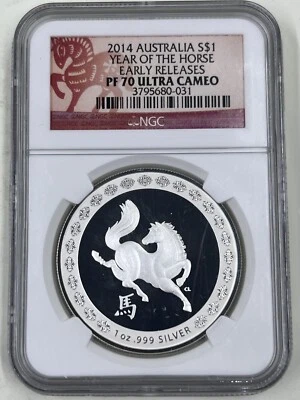 2014 AUSTRALIA S$1
YEAR OF THE HORSE
EARLY RELEASES
PF 70 ULTRA CAMEO
3795680-031
NGC
馬
CL
1 oz .999 SILVER